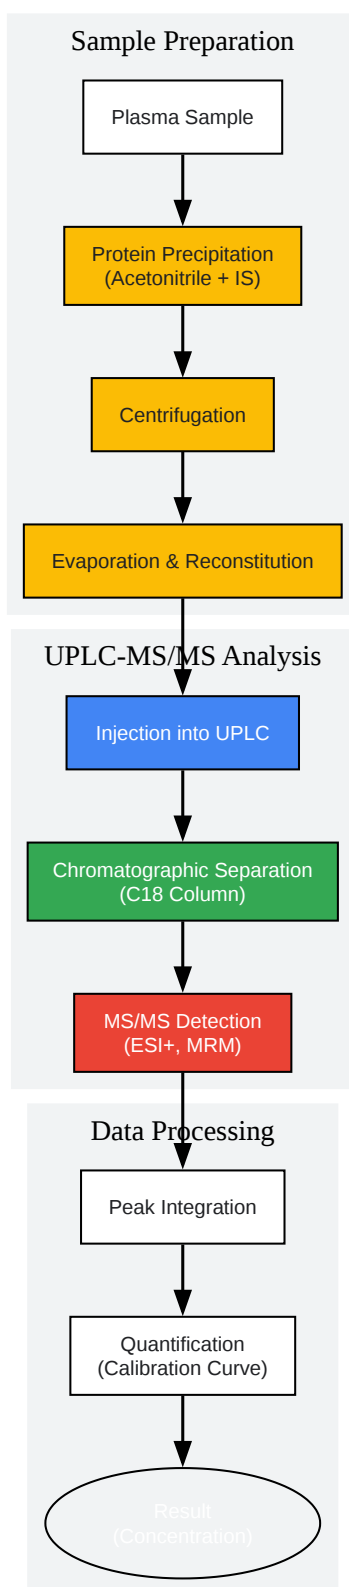 Sample Preparation
Plasma Sample
Protein Precipitation
(Acetonitrile + IS)
Centrifugation
Evaporation & Reconstitution
UPLC-MS/MS Analysis
Injection into UPLC
Chromatographic Separation
(C18 Column)
MS/MS Detection
(ESI+, MRM)
Data Processing
Peak Integration
Quantification
(Calibration Curve)
Result
(Concentration)